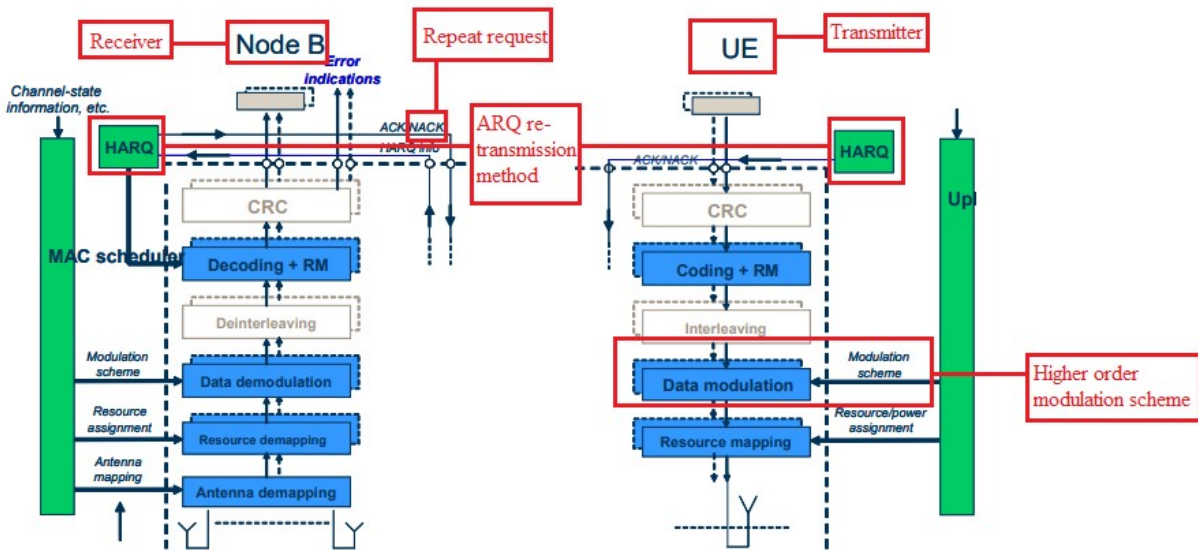 Receiver
Node B
Repeat request
UE
Transmitter
Error
indications
Channel-state
information, etc.
HARQ
ACK/NACK
HARQ info
ARQ re-
transmission
method
ACK/NACK
HARQ
CRC
CRC
Upl
MAC scheduler
Decoding + RM
Coding + RM
Deinterleaving
Interleaving
Modulation
scheme
Data demodulation
Data modulation
Modulation
scheme
Higher order
modulation scheme
Resource
assignment
Resource demapping
Resource mapping
Resource/power
assignment
Antenna
mapping
Antenna demapping